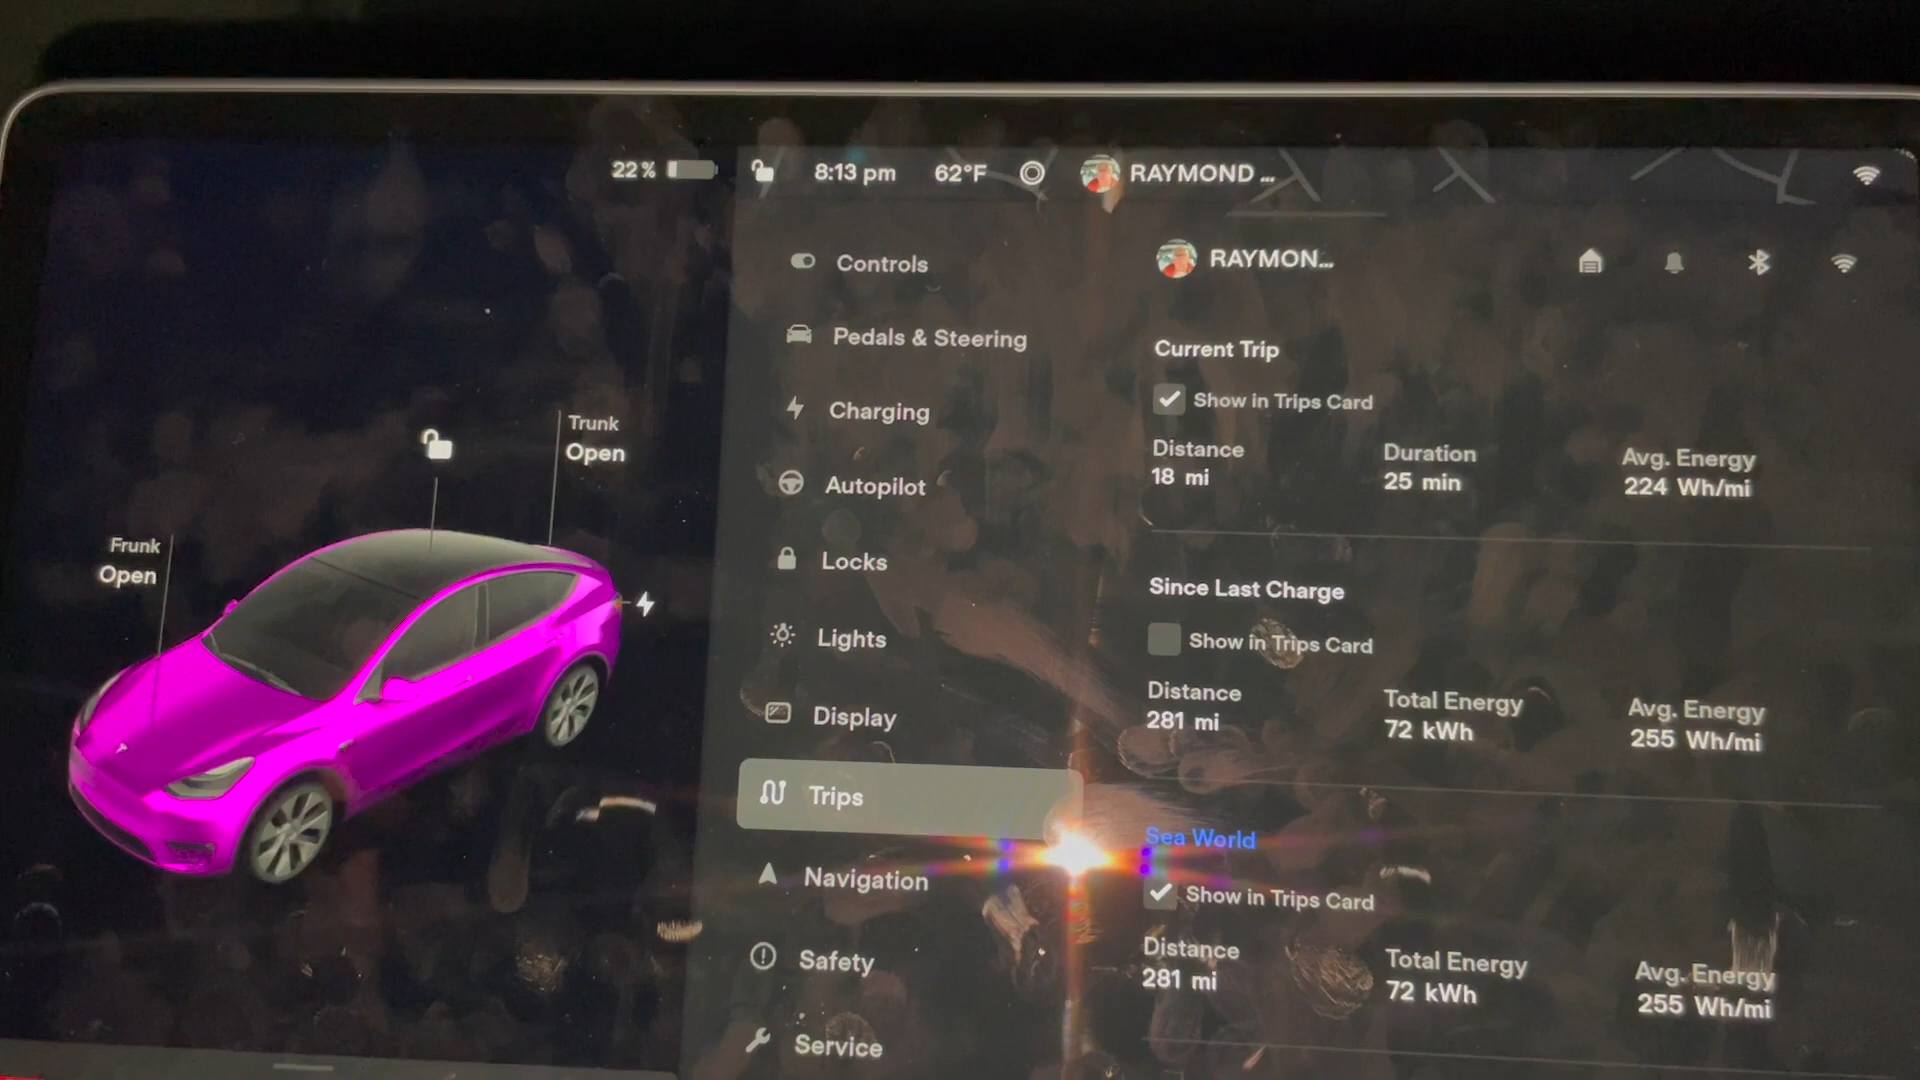 22%
8:13 pm 62°F RAYMOND ...
RAYMON...
Trunk
Open
Frunk
Open
Controls
Pedals & Steering
Charging
Autopilot
Locks
Lights
Display
Trips
Navigation
Safety
Service
Current Trip
Show in Trips Card
Distance Duration Avg. Energy
18 mi 25 min 224 Wh/mi
Since Last Charge
Show in Trips Card
Distance Total Energy Avg. Energy
281 mi 72 kWh 255 Wh/mi
Sea World
Show in Trips Card
Distance Total Energy Avg. Energy
281 mi 72 kWh 255 Wh/mi